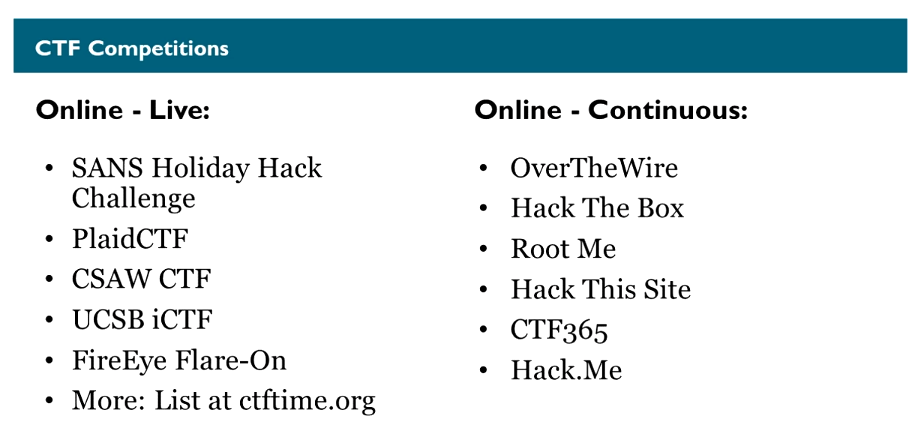 CTF Competitions
Online - Live:
• SANS Holiday Hack
Challenge
• PlaidCTF
• CSAW CTF
• UCSB iCTF
• FireEye Flare-On
• More: List at ctftime.org
Online - Continuous:
• OverTheWire
• Hack The Box
• Root Me
• Hack This Site
• CTF365
• Hack.Me